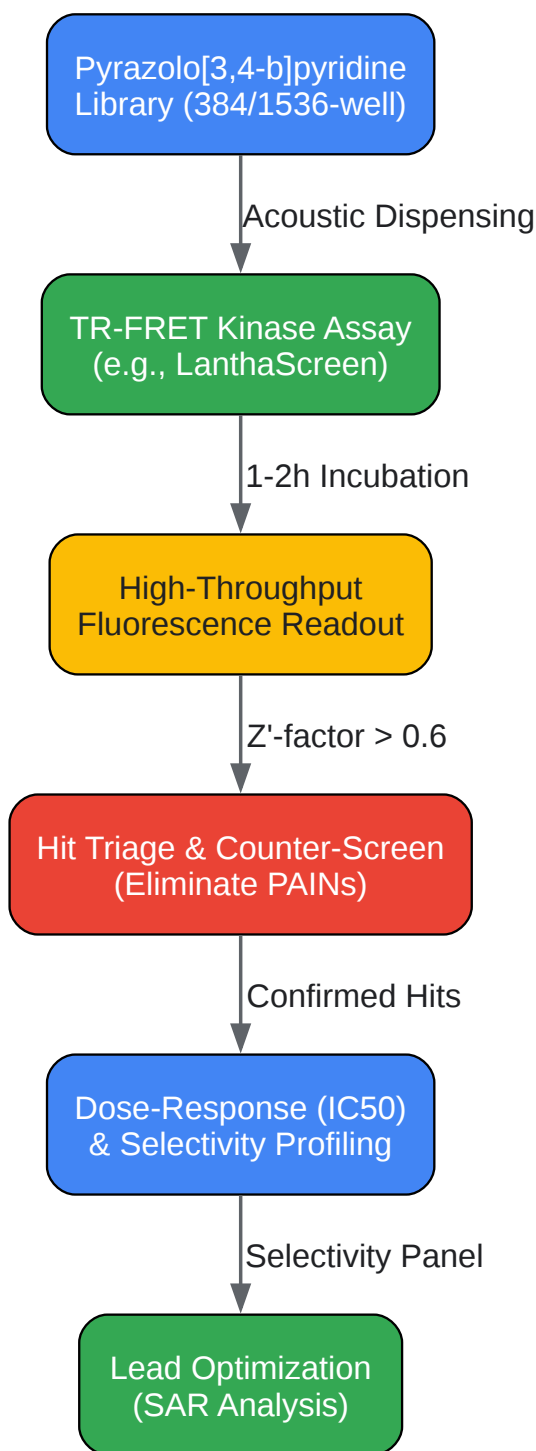 Pyrazolo[3,4-b]pyridine
Library (384/1536-well)
Acoustic Dispensing
TR-FRET Kinase Assay
(e.g., LanthaScreen)
1-2h Incubation
High-Throughput
Fluorescence Readout
Z'-factor > 0.6
Hit Triage & Counter-Screen
(Eliminate PAINs)
Confirmed Hits
Dose-Response (IC50)
& Selectivity Profiling
Selectivity Panel
Lead Optimization
(SAR Analysis)